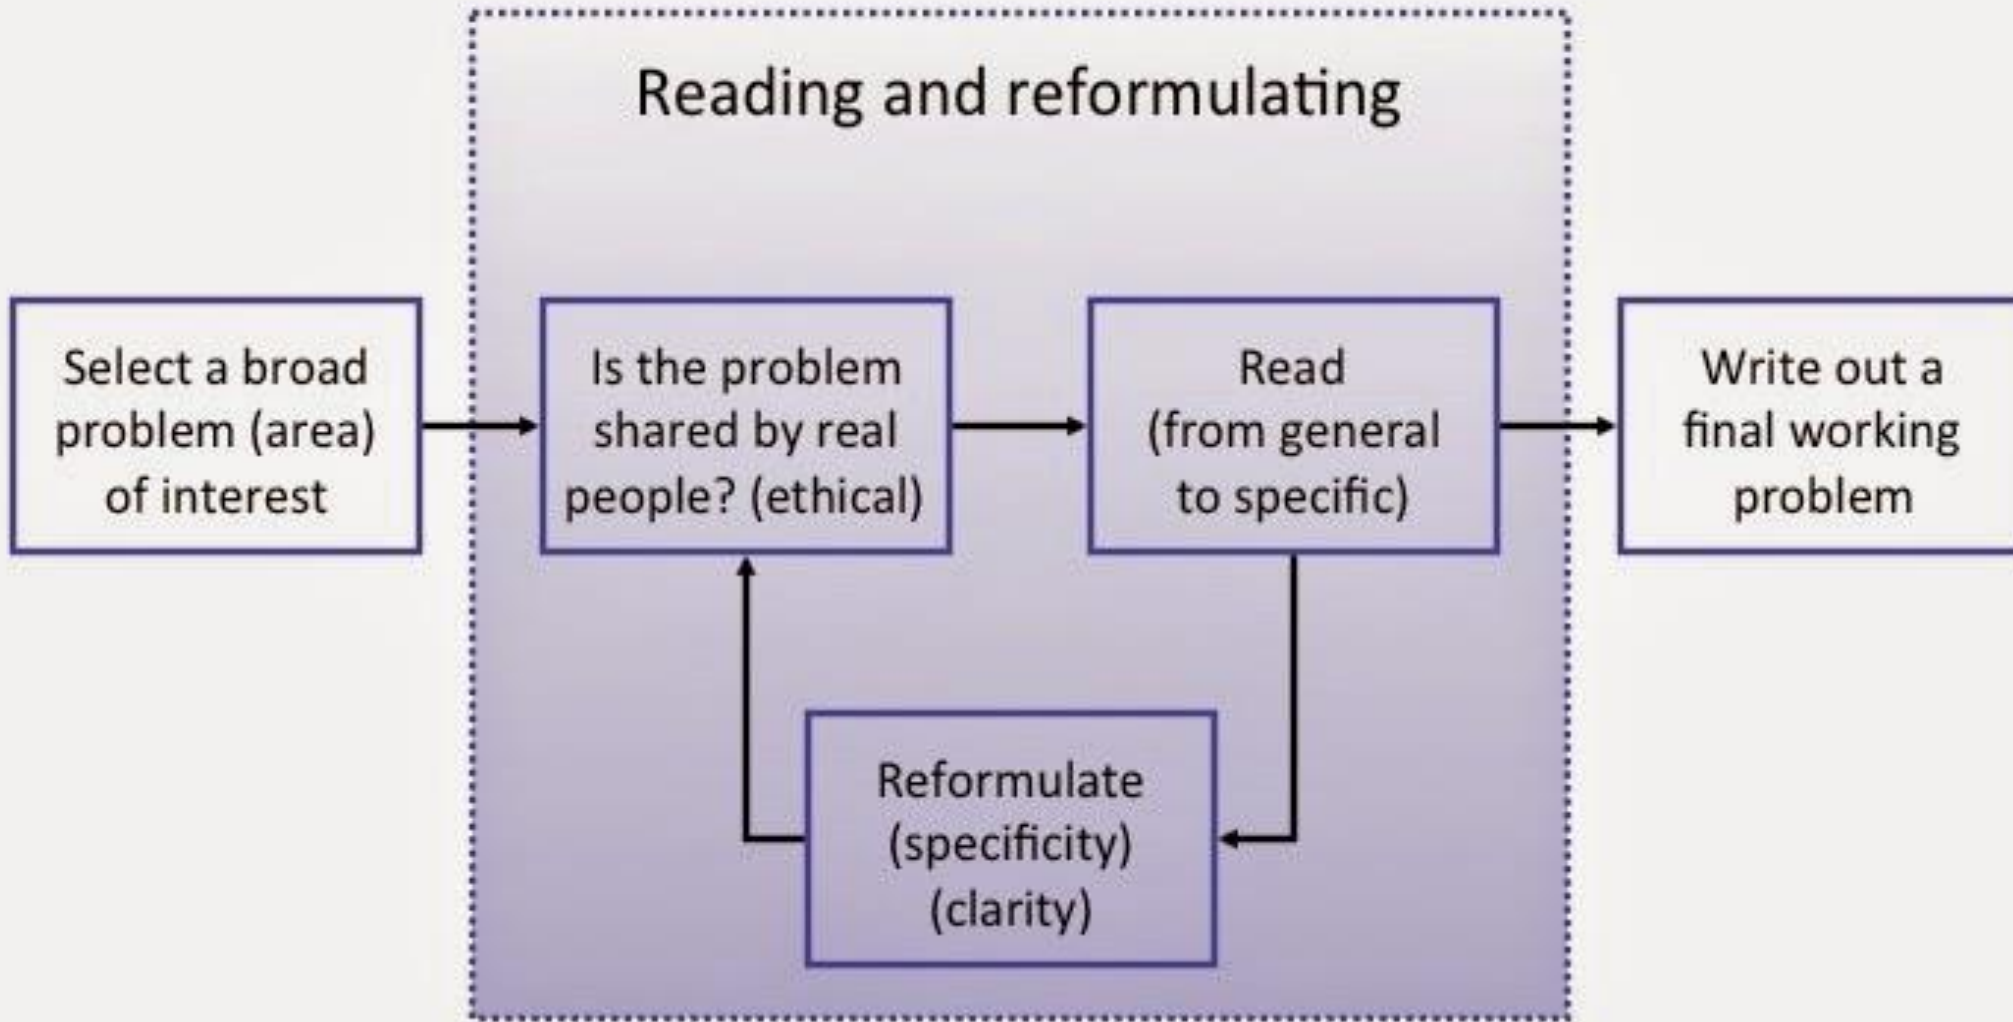 Reading and reformulating
Select a broad
problem (area)
of interest
Is the problem
shared by real
people? (ethical)
Read
(from general
to specific)
Write out a
final working
problem
Reformulate
(specificity)
(clarity)